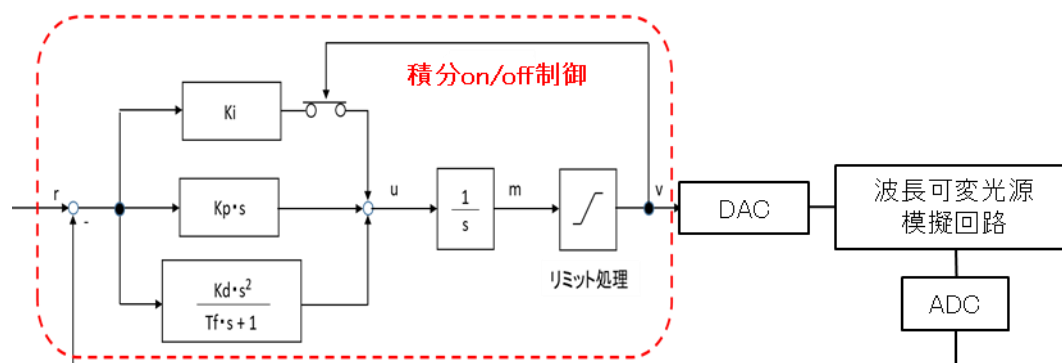 積分on/off制御
Ki
r
-
Kp・s
u
1
s
m
v
DAC
波長可変光源
模擬回路
リミット処理
Kd・s²
Tf・s + 1
ADC